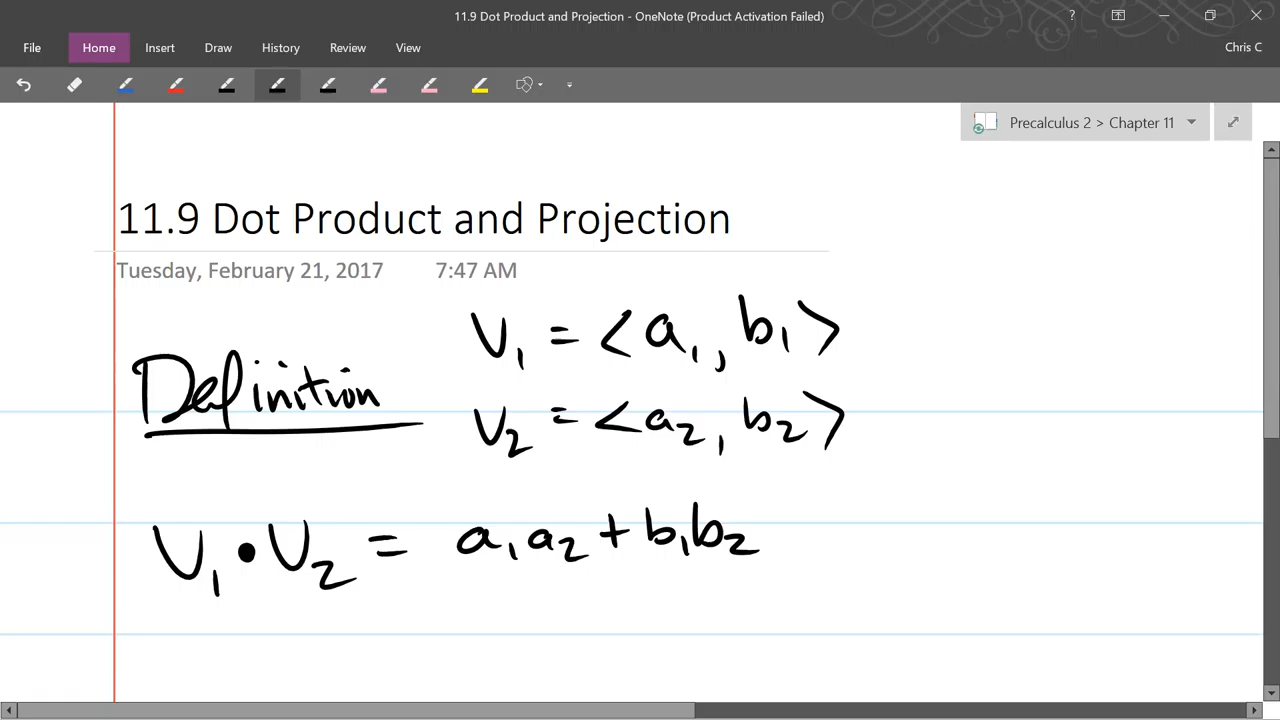 11.9 Dot Product and Projection - OneNote (Product Activation Failed)
?
File Home Insert Draw History Review View Chris C
Precalculus 2 > Chapter 11
11.9 Dot Product and Projection
Tuesday, February 21, 2017 7:47 AM
V₁ = <a₁, b₁>
Definition
V₂ = <a₂, b₂>
V₁ • V₂ = a₁a₂ + b₁b₂